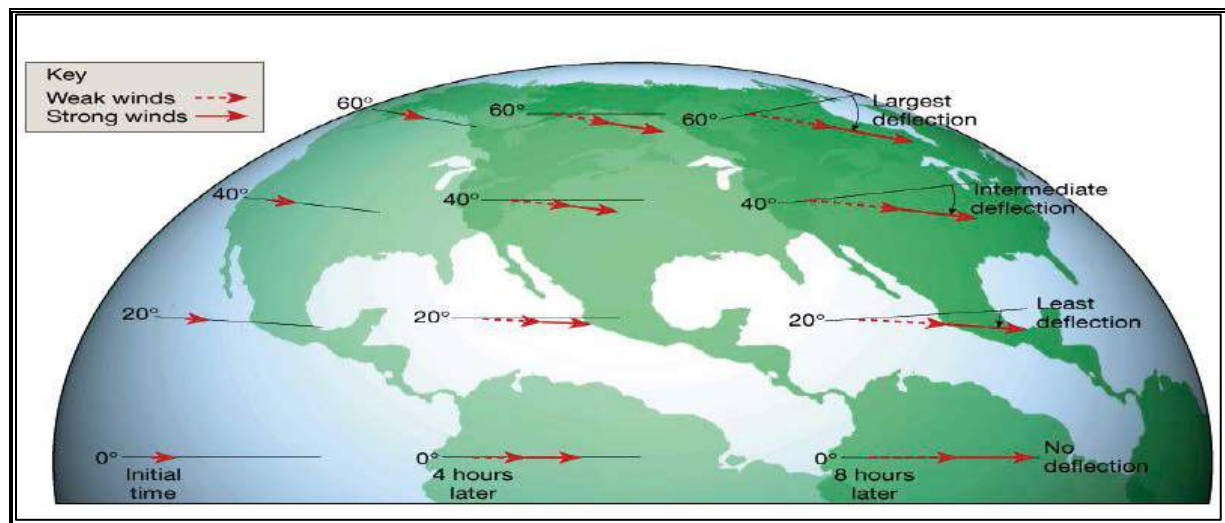 Key
Weak winds
Strong winds
60°
60°
60°
Largest
deflection
40°
40°
40°
Intermediate
deflection
20°
20°
20°
Least
deflection
0°
Initial
time
0°
4 hours
later
0°
8 hours
later
No
deflection